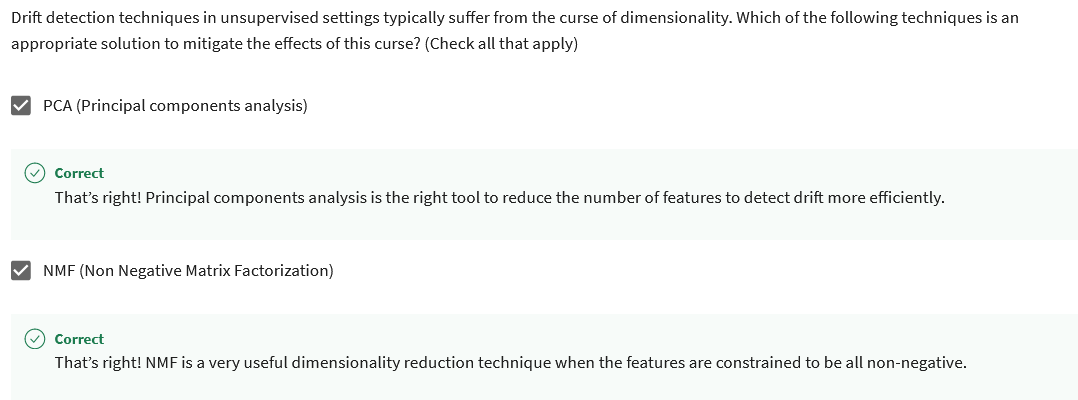 Drift detection techniques in unsupervised settings typically suffer from the curse of dimensionality. Which of the following techniques is an
appropriate solution to mitigate the effects of this curse? (Check all that apply)
PCA (Principal components analysis)
Correct
That’s right! Principal components analysis is the right tool to reduce the number of features to detect drift more efficiently.
NMF (Non Negative Matrix Factorization)
Correct
That’s right! NMF is a very useful dimensionality reduction technique when the features are constrained to be all non-negative.